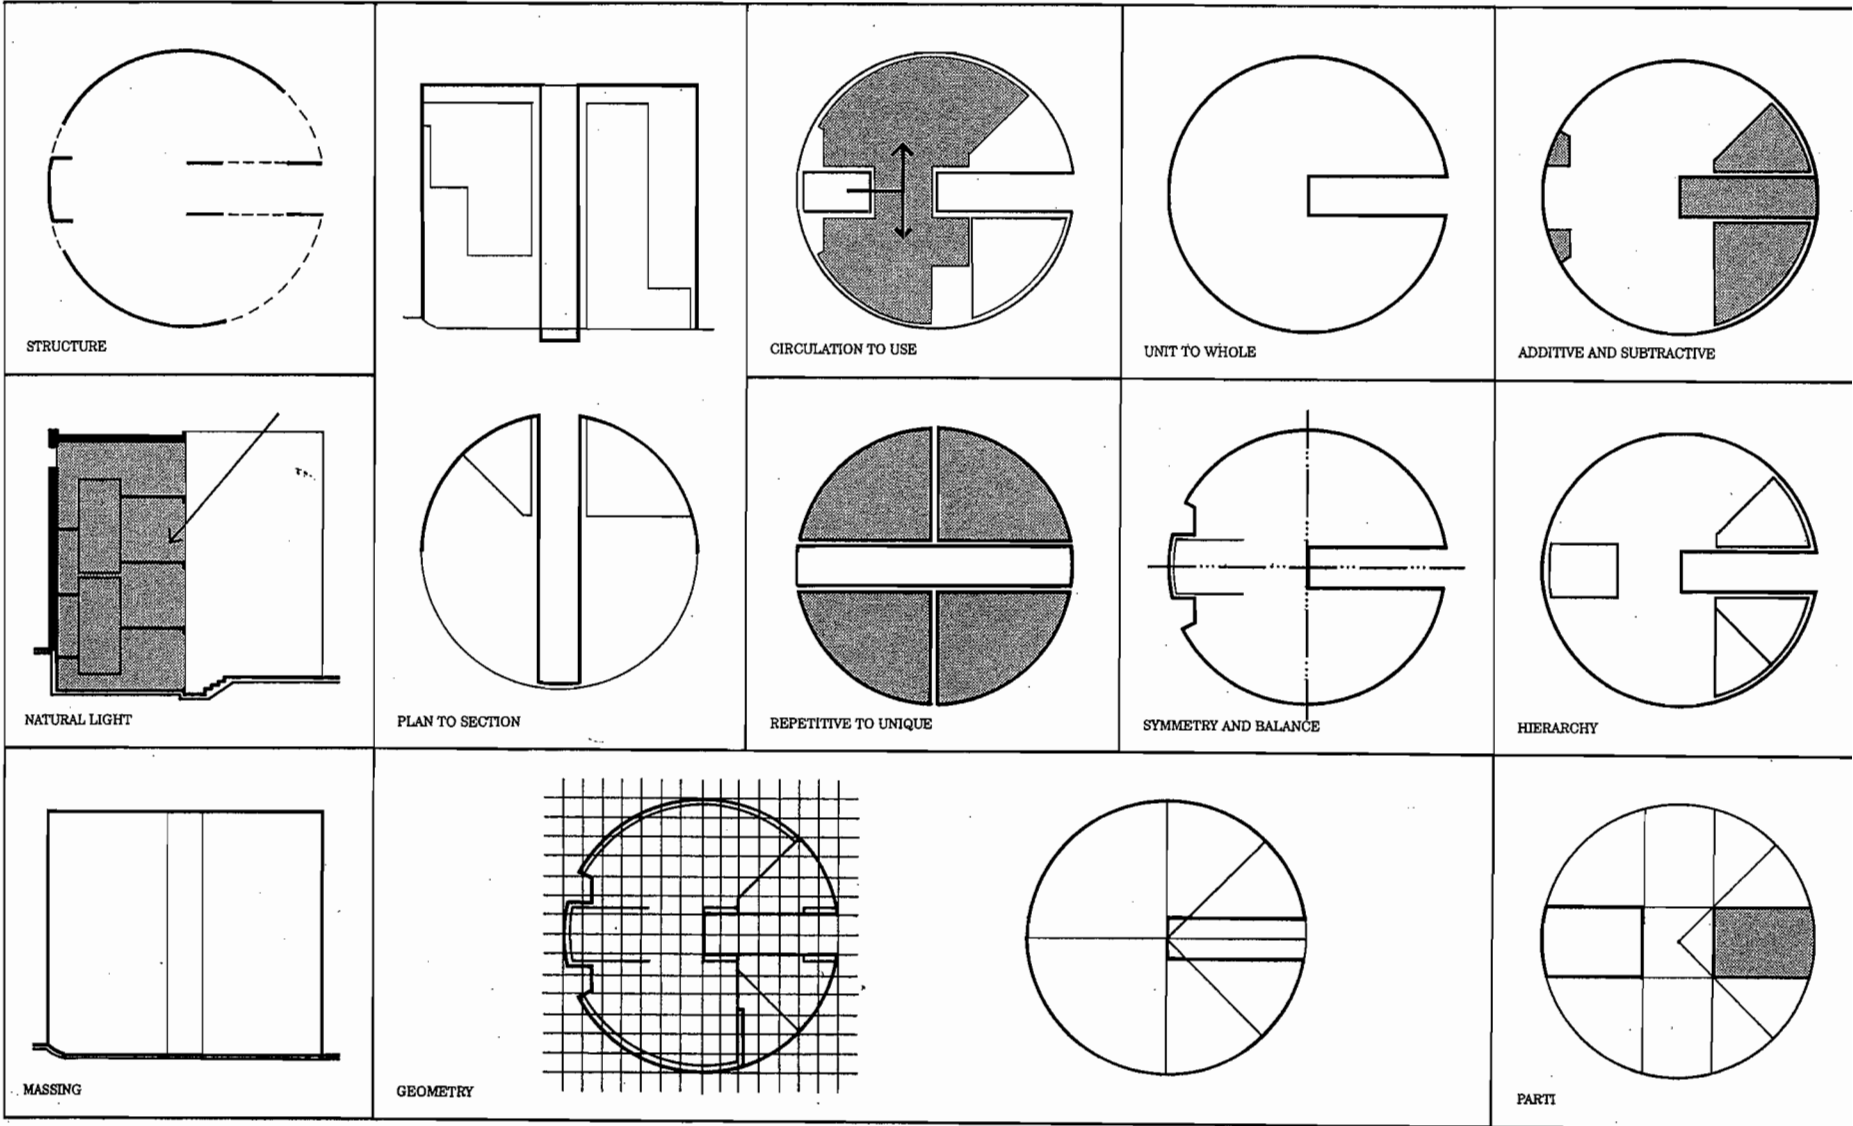 STRUCTURE
CIRCULATION TO USE
UNIT TO WHOLE
ADDITIVE AND SUBTRACTIVE
NATURAL LIGHT
PLAN TO SECTION
REPETITIVE TO UNIQUE
SYMMETRY AND BALANCE
HIERARCHY
MASSING
GEOMETRY
PARTI